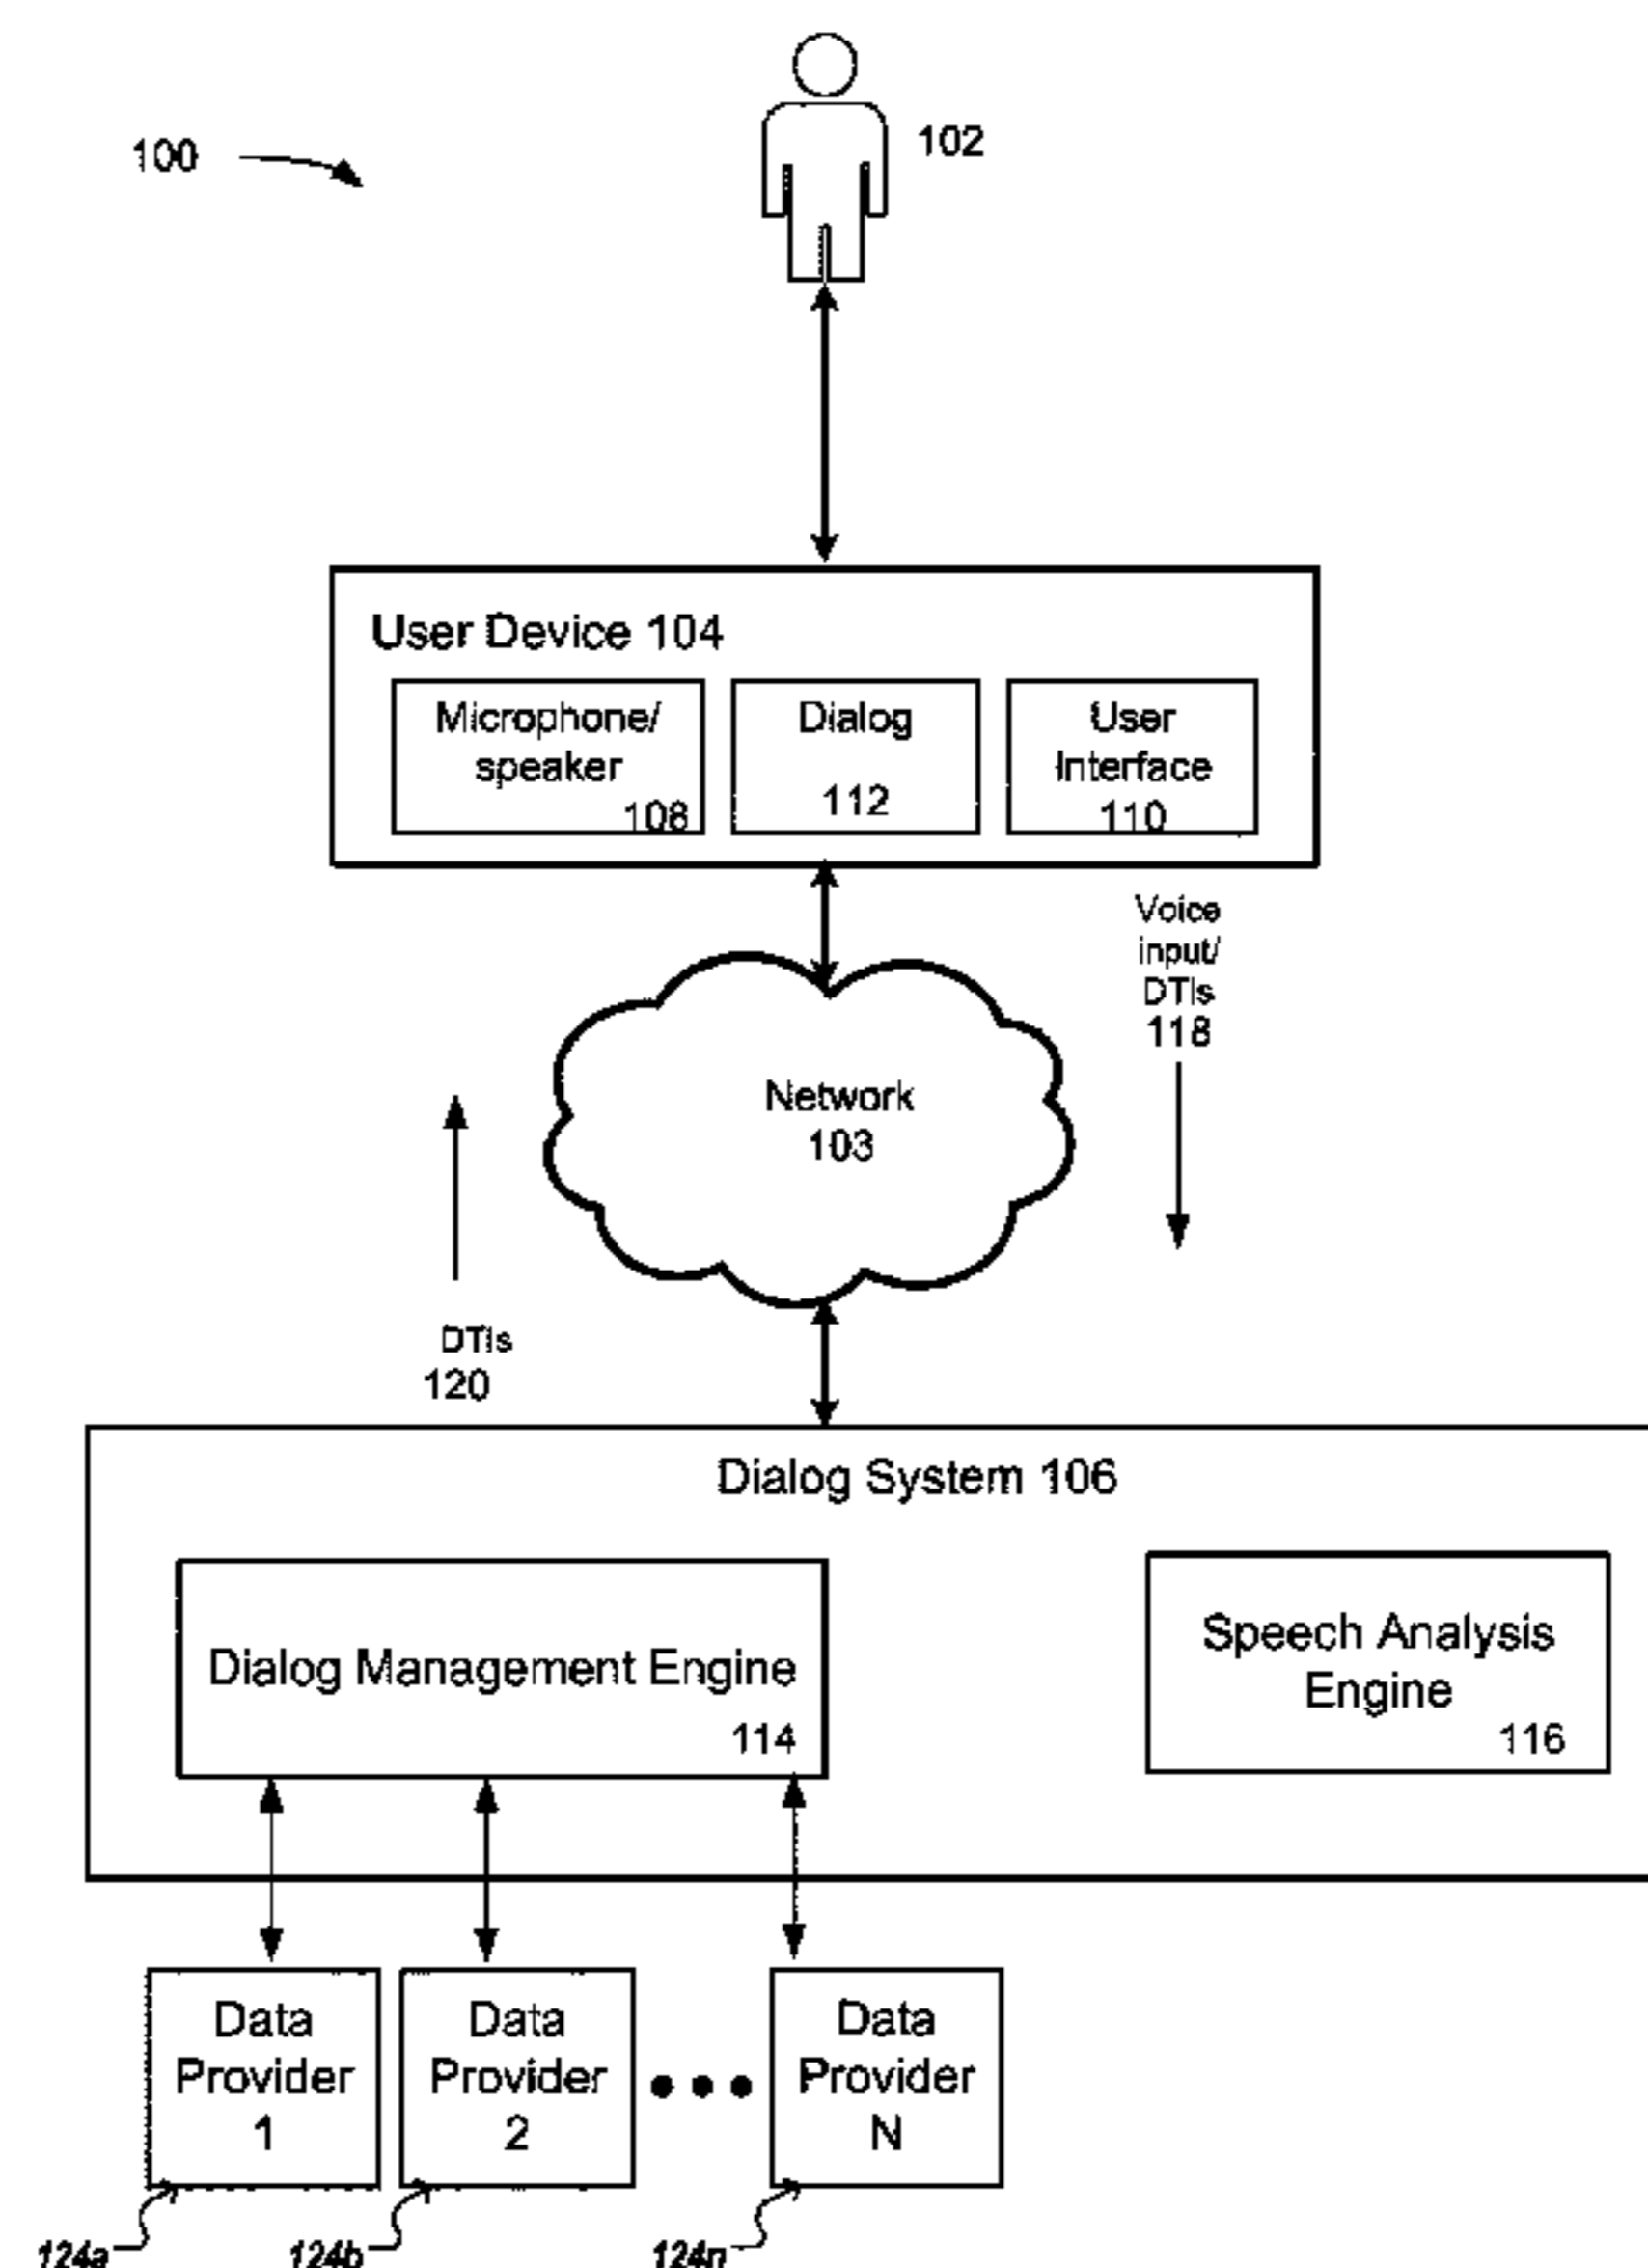 100
102
User Device 104
Microphone/
speaker
108
Dialog
112
User
Interface
110
Voice
input/
DTIs
118
Network
103
DTIs
120
Dialog System 106
Dialog Management Engine
114
Speech Analysis
Engine
116
Data
Provider
1
Data
Provider
2
Data
Provider
N
124a
124b
124n